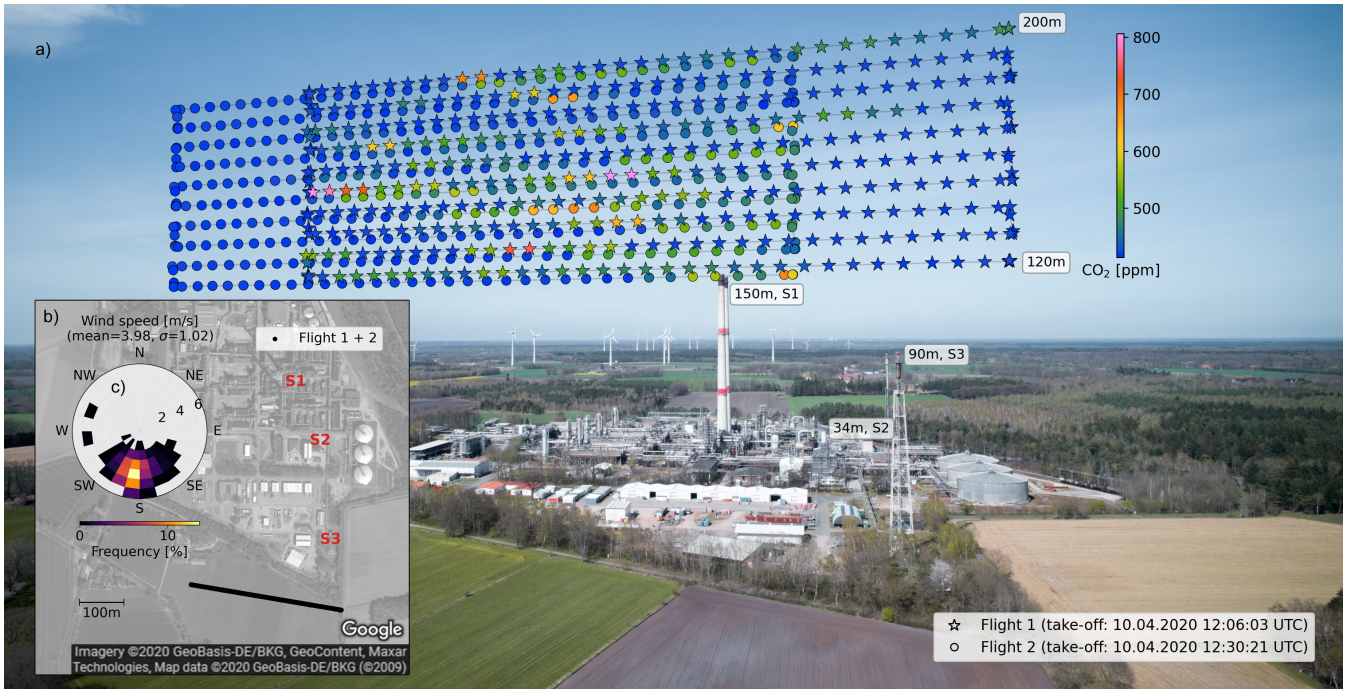 a)
200m
800
700
600
500
CO₂ [ppm]
120m
150m, S1
90m, S3
34m, S2
b)
Wind speed [m/s]
(mean=3.98, σ=1.02)
Flight 1 + 2
N
NW
NE
c)
2 4 6
W
E
SW
SE
S
0 10
Frequency [%]
S1
S2
S3
100m
Google
Imagery ©2020 GeoBasis-DE/BKG, GeoContent, Maxar
Technologies, Map data ©2020 GeoBasis-DE/BKG (©2009)
Flight 1 (take-off: 10.04.2020 12:06:03 UTC)
Flight 2 (take-off: 10.04.2020 12:30:21 UTC)